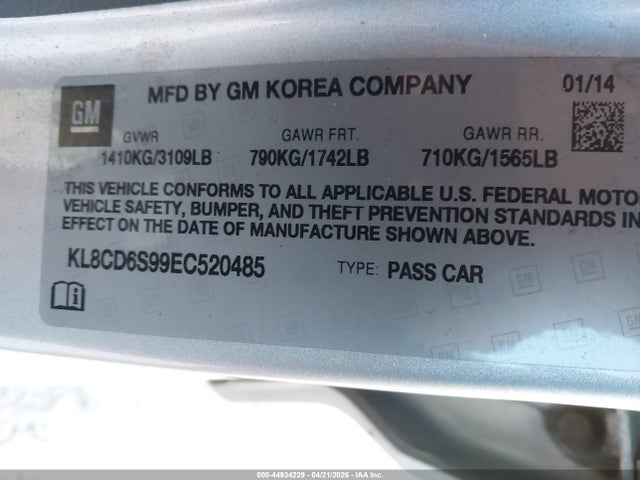 GM MFD BY GM KOREA COMPANY 01/14
GVWR GAWR FRT. GAWR RR.
1410KG/3109LB 790KG/1742LB 710KG/1565LB
THIS VEHICLE CONFORMS TO ALL APPLICABLE U.S. FEDERAL MOTO
VEHICLE SAFETY, BUMPER, AND THEFT PREVENTION STANDARDS IN
EFFECT ON THE DATE OF MANUFACTURE SHOWN ABOVE.
KL8CD6S99EC520485 TYPE: PASS CAR
000-44934229 - 04/21/2026 - IAAI.COM, INC.